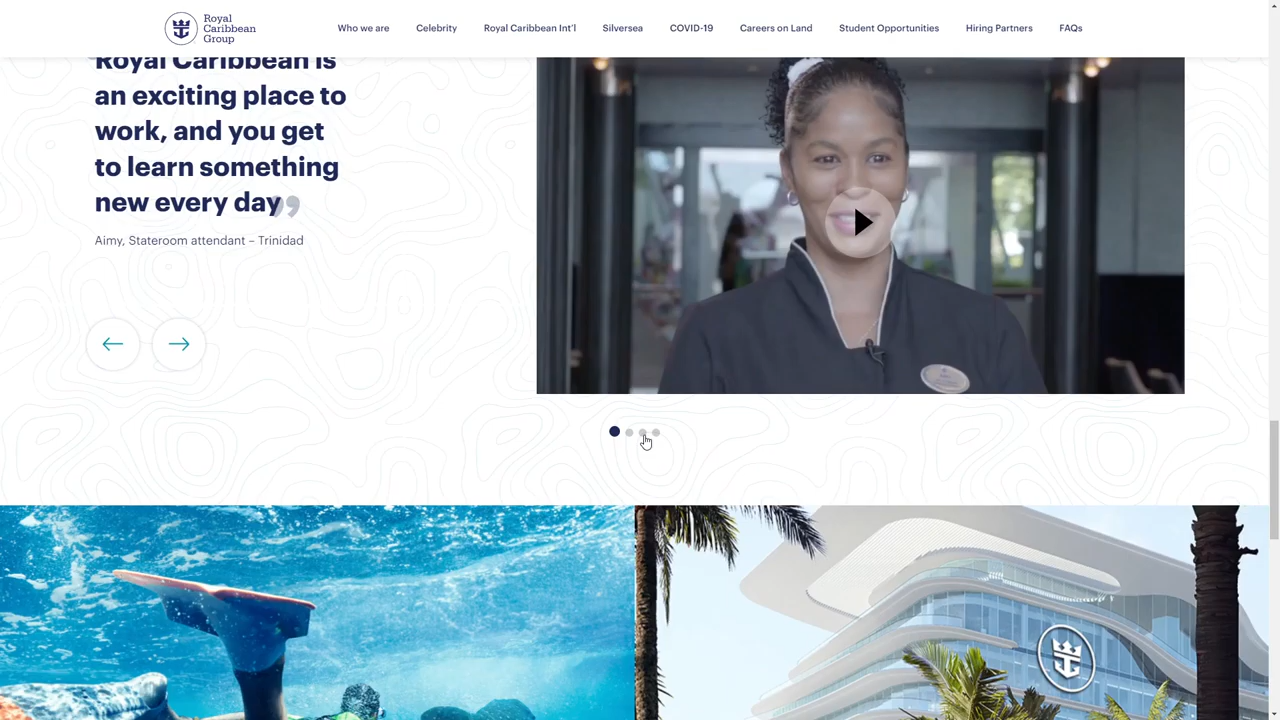 Royal
Caribbean
Group
Who we are
Celebrity
Royal Caribbean Int'l
Silversea
COVID-19
Careers on Land
Student Opportunities
Hiring Partners
FAQs
Royal Caribbean is
an exciting place to
work, and you get
to learn something
new every day”
Aimy, Stateroom attendant – Trinidad